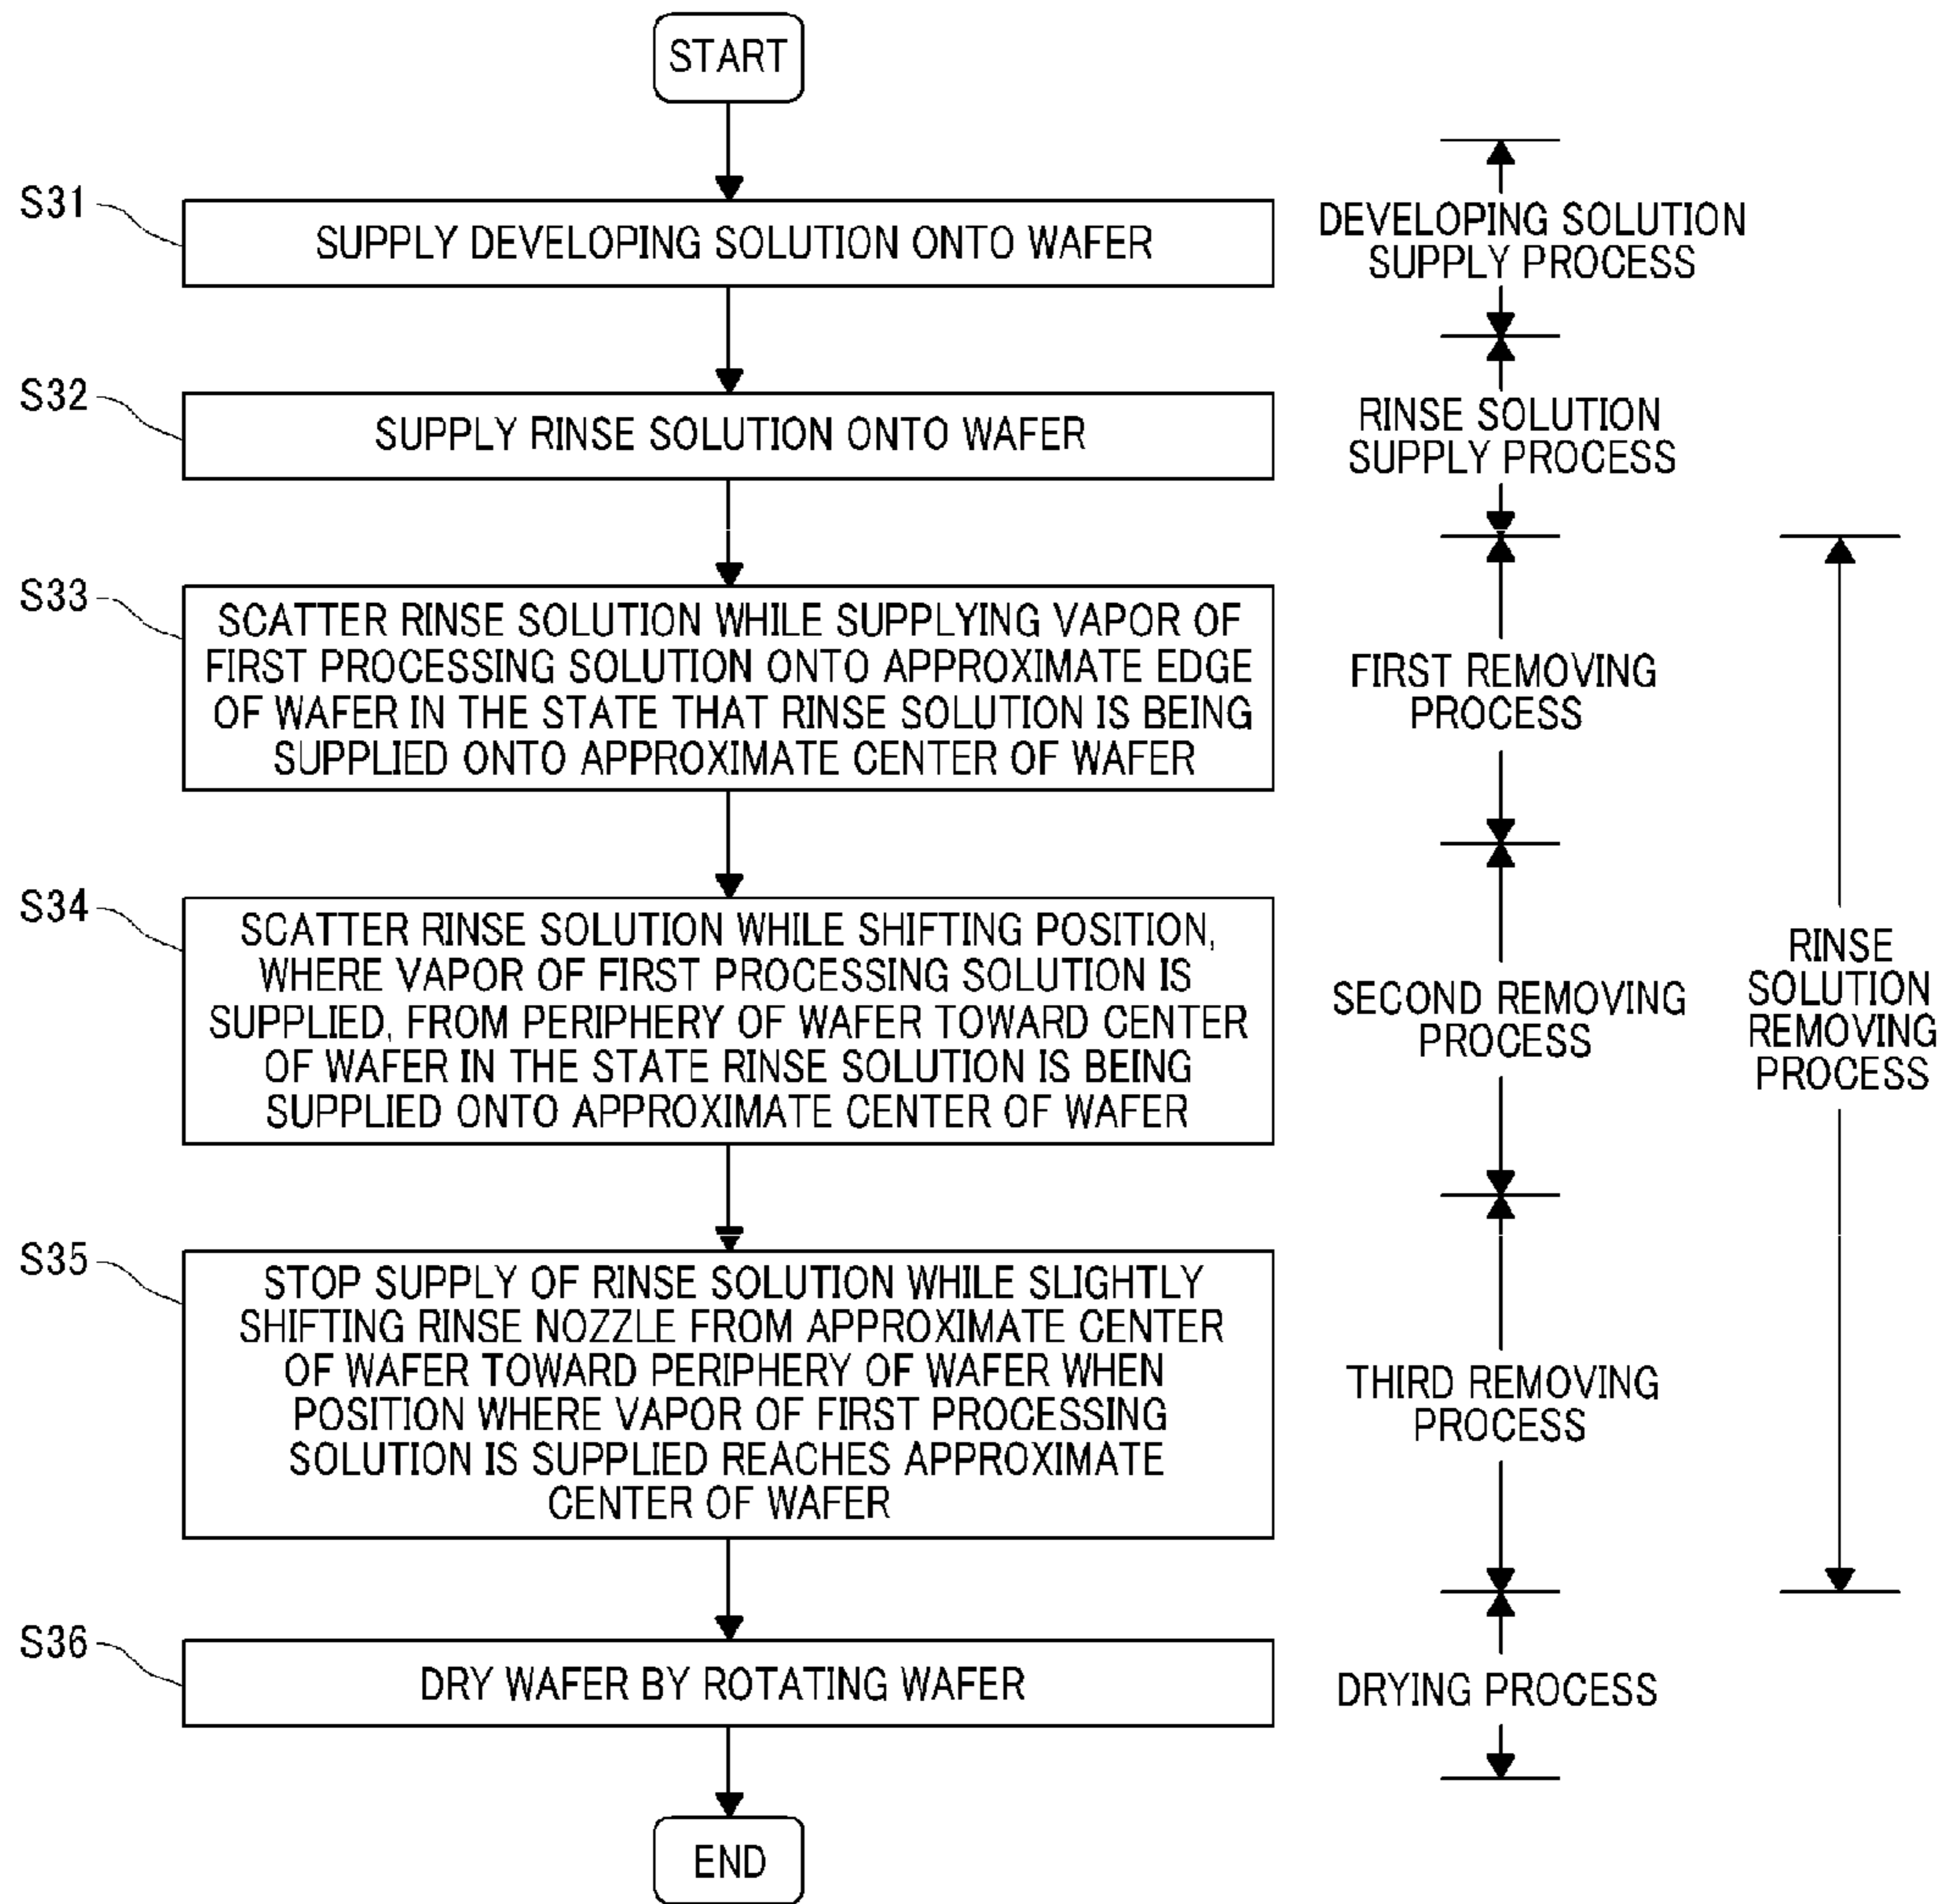 START
S31
SUPPLY DEVELOPING SOLUTION ONTO WAFER
DEVELOPING SOLUTION
SUPPLY PROCESS
S32
SUPPLY RINSE SOLUTION ONTO WAFER
RINSE SOLUTION
SUPPLY PROCESS
S33
SCATTER RINSE SOLUTION WHILE SUPPLYING VAPOR OF
FIRST PROCESSING SOLUTION ONTO APPROXIMATE EDGE
OF WAFER IN THE STATE THAT RINSE SOLUTION IS BEING
SUPPLIED ONTO APPROXIMATE CENTER OF WAFER
FIRST REMOVING
PROCESS
S34
SCATTER RINSE SOLUTION WHILE SHIFTING POSITION,
WHERE VAPOR OF FIRST PROCESSING SOLUTION IS
SUPPLIED, FROM PERIPHERY OF WAFER TOWARD CENTER
OF WAFER IN THE STATE RINSE SOLUTION IS BEING
SUPPLIED ONTO APPROXIMATE CENTER OF WAFER
SECOND REMOVING
PROCESS
RINSE
SOLUTION
REMOVING
PROCESS
S35
STOP SUPPLY OF RINSE SOLUTION WHILE SLIGHTLY
SHIFTING RINSE NOZZLE FROM APPROXIMATE CENTER
OF WAFER TOWARD PERIPHERY OF WAFER WHEN
POSITION WHERE VAPOR OF FIRST PROCESSING
SOLUTION IS SUPPLIED REACHES APPROXIMATE
CENTER OF WAFER
THIRD REMOVING
PROCESS
S36
DRY WAFER BY ROTATING WAFER
DRYING PROCESS
END